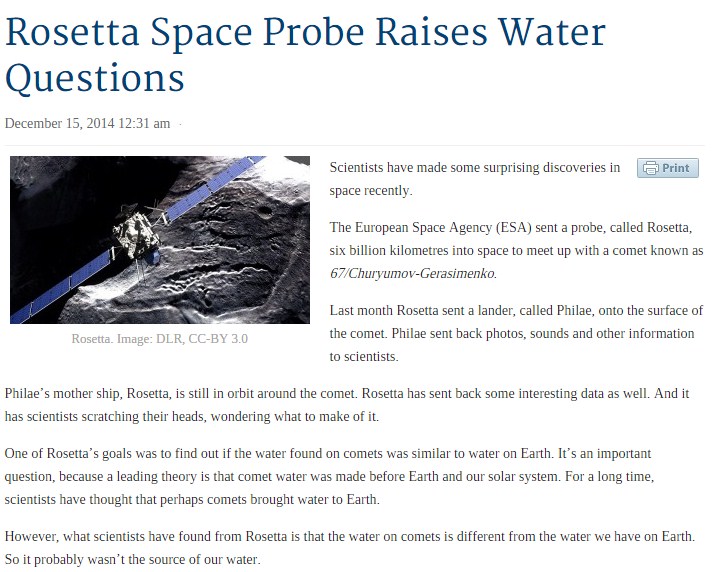 Rosetta Space Probe Raises Water
Questions
December 15, 2014 12:31 am ·
Scientists have made some surprising discoveries in
space recently.
Print
The European Space Agency (ESA) sent a probe, called Rosetta,
six billion kilometres into space to meet up with a comet known as
67/Churyumov-Gerasimenko.
Last month Rosetta sent a lander, called Philae, onto the surface of
the comet. Philae sent back photos, sounds and other information
to scientists.
Rosetta. Image: DLR, CC-BY 3.0
Philae’s mother ship, Rosetta, is still in orbit around the comet. Rosetta has sent back some interesting data as well. And it
has scientists scratching their heads, wondering what to make of it.
One of Rosetta’s goals was to find out if the water found on comets was similar to water on Earth. It’s an important
question, because a leading theory is that comet water was made before Earth and our solar system. For a long time,
scientists have thought that perhaps comets brought water to Earth.
However, what scientists have found from Rosetta is that the water on comets is different from the water we have on Earth.
So it probably wasn’t the source of our water.